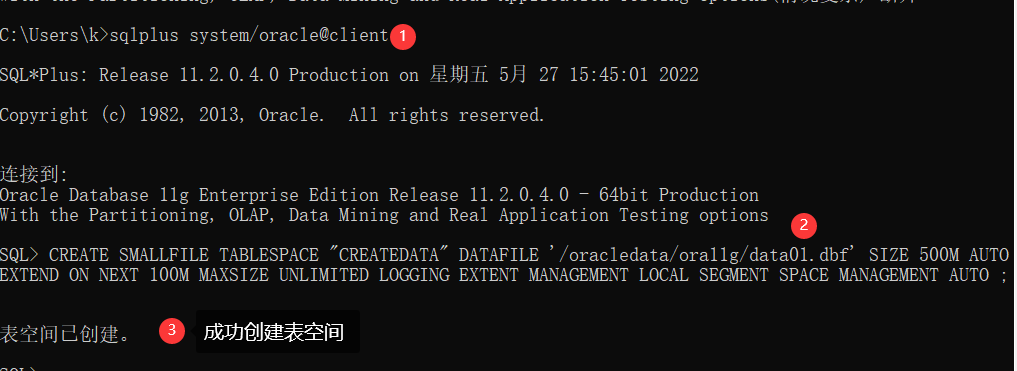 C:\Users\k>sqlplus system/oracle@client 1
SQL*Plus: Release 11.2.0.4.0 Production on 星期五 5月 27 15:45:01 2022
Copyright (c) 1982, 2013, Oracle.  All rights reserved.
连接到:
Oracle Database 11g Enterprise Edition Release 11.2.0.4.0 - 64bit Production
With the Partitioning, OLAP, Data Mining and Real Application Testing options
2
SQL> CREATE SMALLFILE TABLESPACE "CREATEDATA" DATAFILE '/oracledata/orallg/data01.dbf' SIZE 500M AUTO
EXTEND ON NEXT 100M MAXSIZE UNLIMITED LOGGING EXTENT MANAGEMENT LOCAL SEGMENT SPACE MANAGEMENT AUTO ;
表空间已创建。 3 成功创建表空间